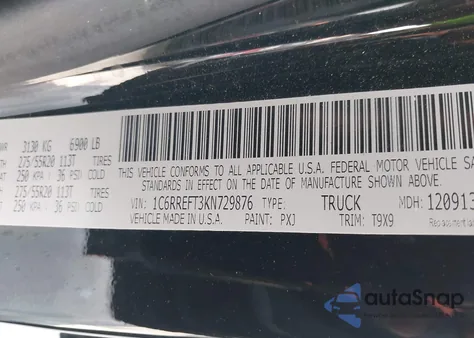 3130 KG 6900 LB
275/55R20 113T TIRES
250 KPA/ 36 PSI COLD
275/55R20 113T TIRES
250 KPA/ 36 PSI COLD
THIS VEHICLE CONFORMS TO ALL APPLICABLE U.S.A. FEDERAL MOTOR VEHICLE
STANDARDS IN EFFECT ON THE DATE OF MANUFACTURE SHOWN ABOVE.
VIN: 1C6RREFT3KN729876 TYPE: TRUCK MDH: 120913
VEHICLE MADE IN U.S.A. PAINT: PXJ TRIM: T9X9
autaSnap